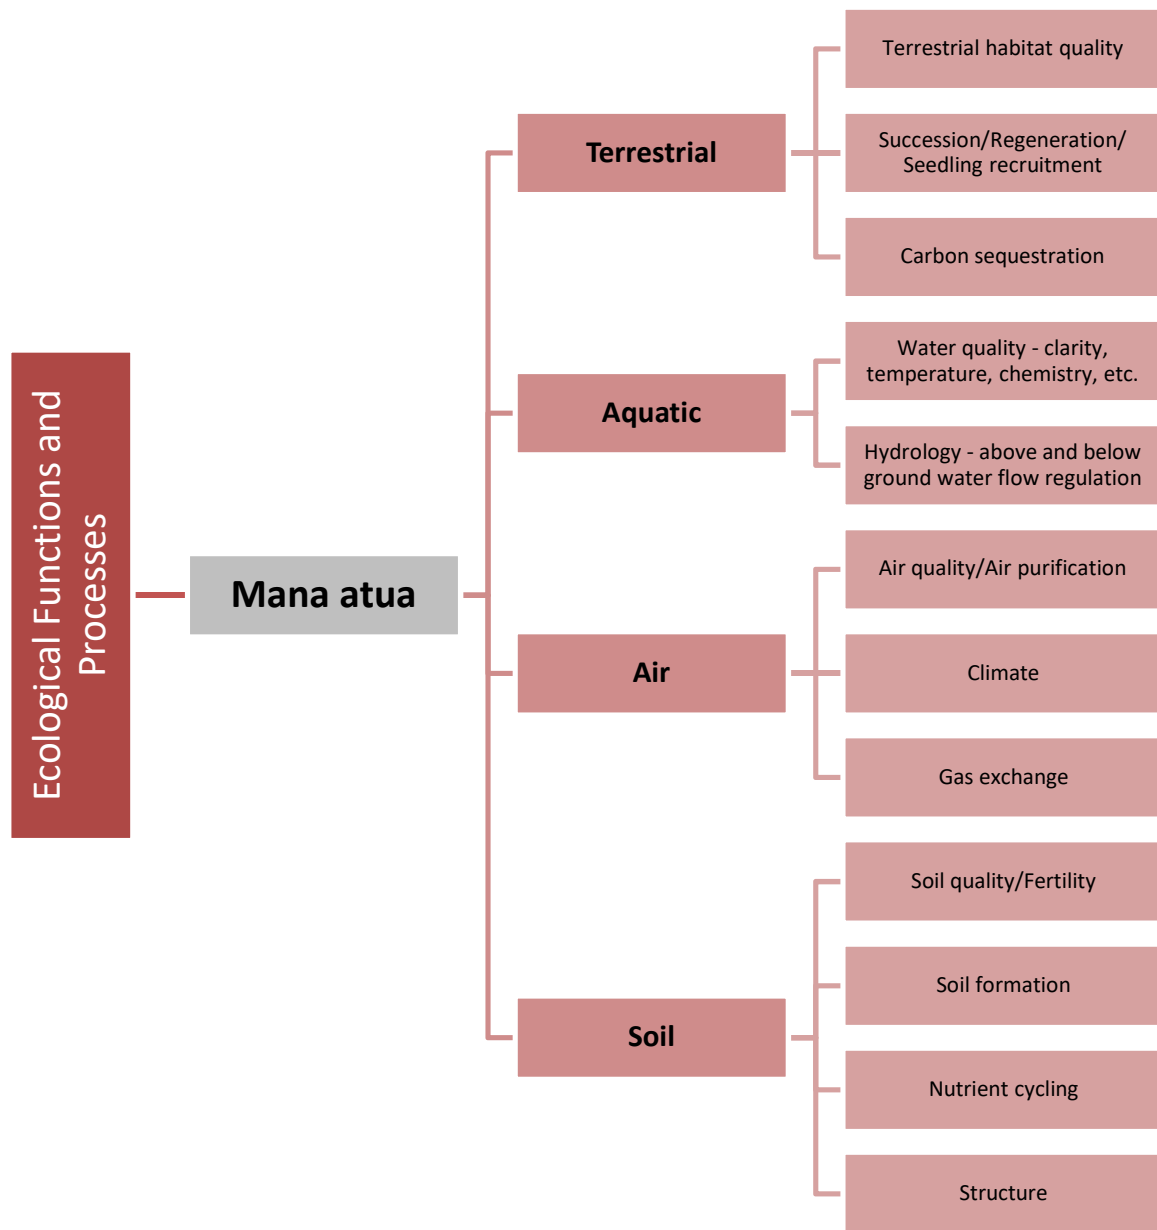 Ecological Functions and
Processes
Mana atua
Terrestrial
Terrestrial habitat quality
Succession/Regeneration/
Seedling recruitment
Carbon sequestration
Aquatic
Water quality - clarity,
temperature, chemistry, etc.
Hydrology - above and below
ground water flow regulation
Air
Air quality/Air purification
Climate
Gas exchange
Soil
Soil quality/Fertility
Soil formation
Nutrient cycling
Structure